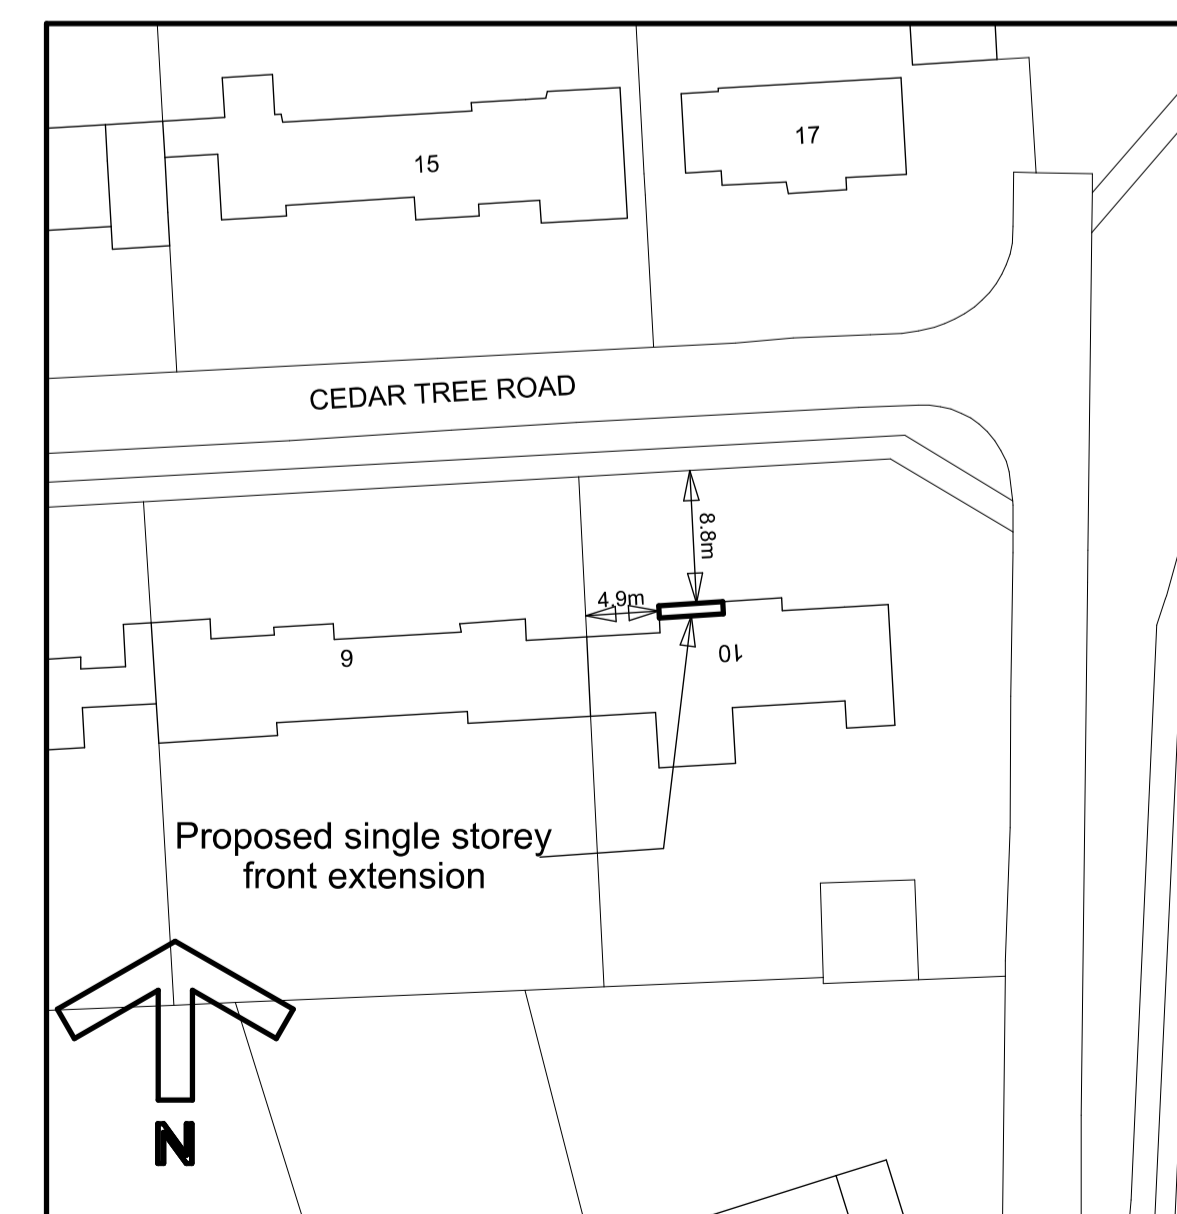 15
17
CEDAR TREE ROAD
8.8m
4.9m
9
10
Proposed single storey
front extension
N